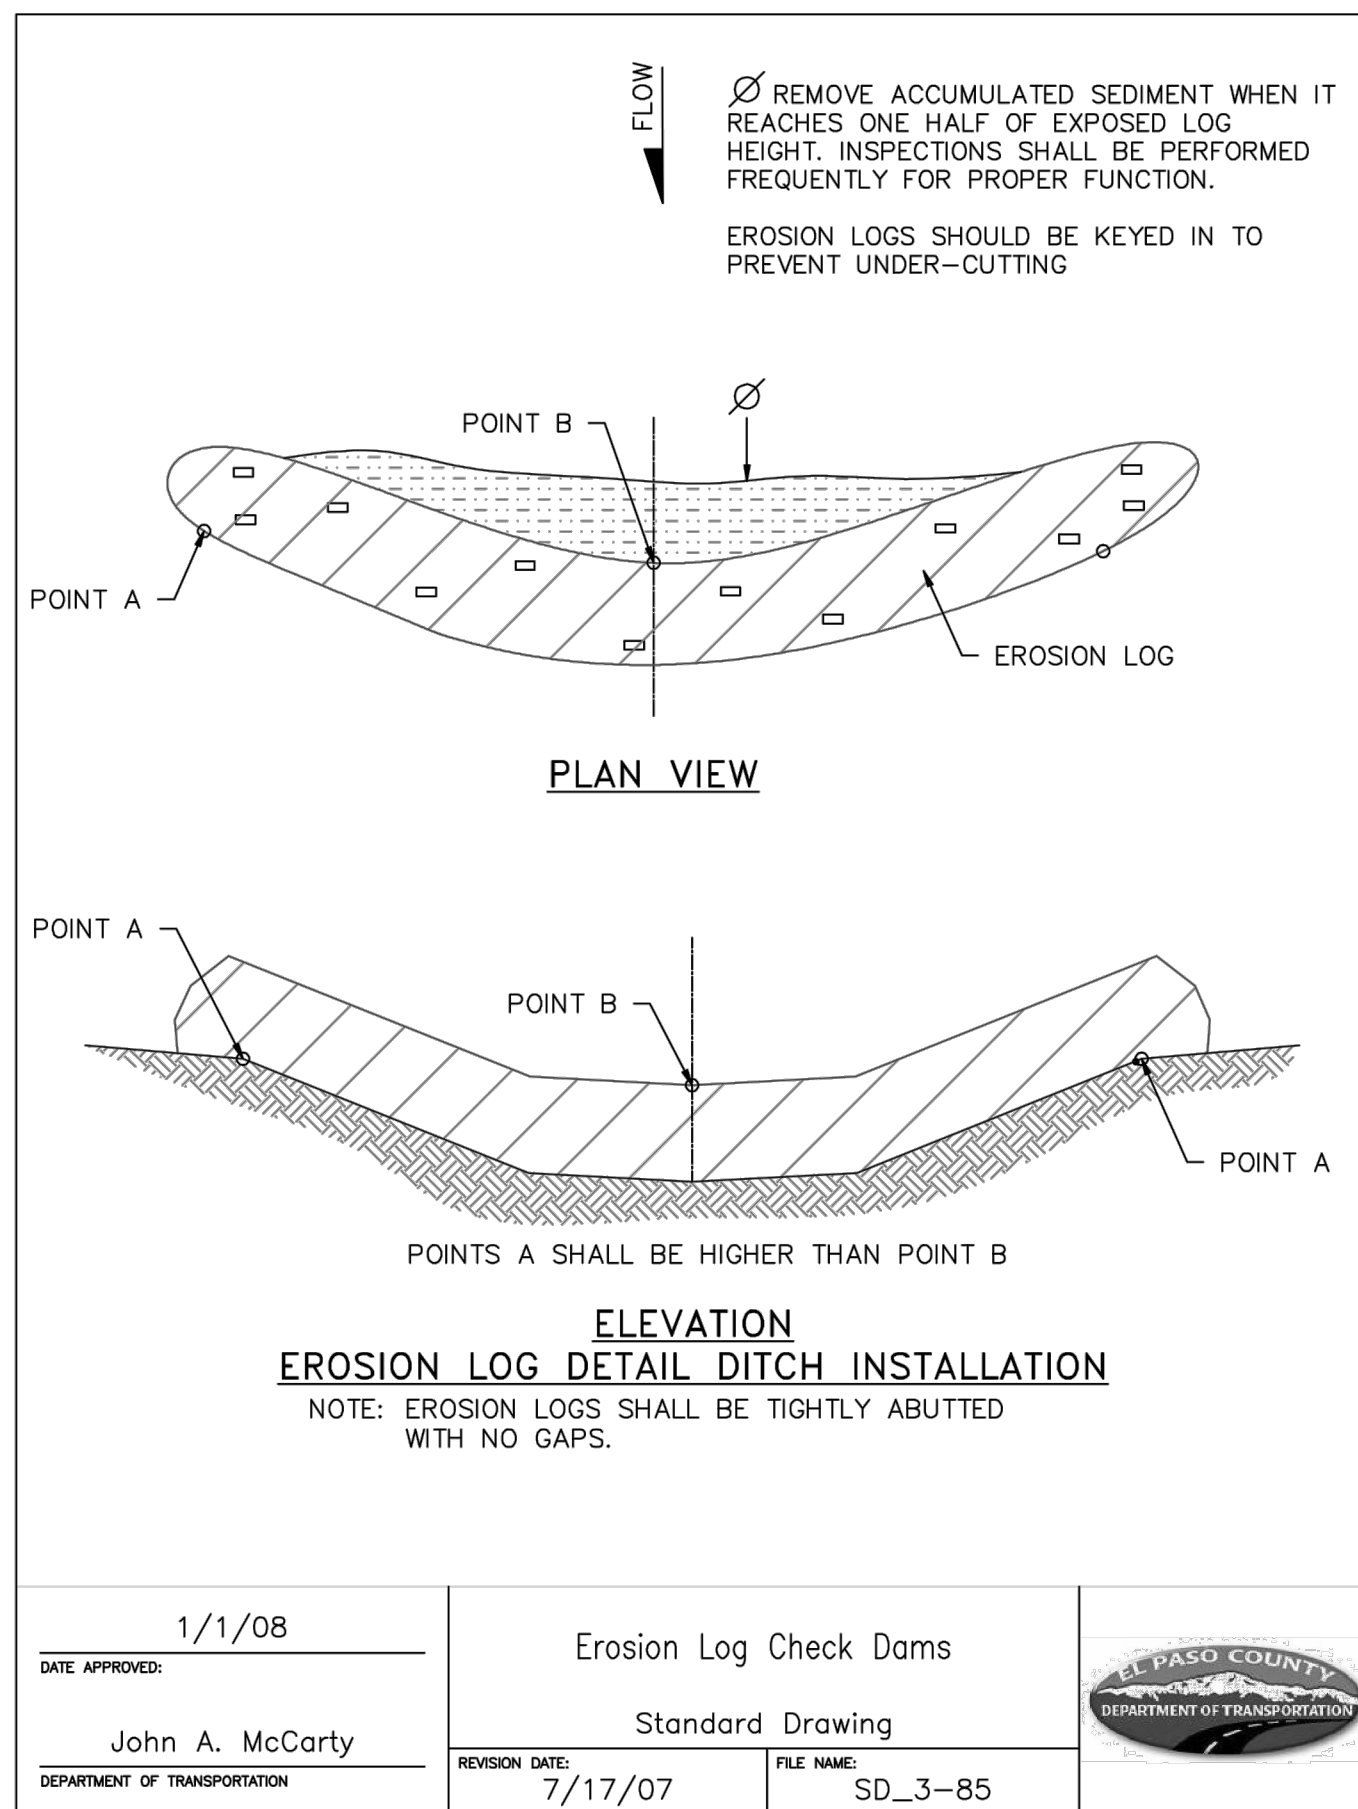 FLOW
Ø REMOVE ACCUMULATED SEDIMENT WHEN IT
REACHES ONE HALF OF EXPOSED LOG
HEIGHT. INSPECTIONS SHALL BE PERFORMED
FREQUENTLY FOR PROPER FUNCTION.
EROSION LOGS SHOULD BE KEYED IN TO
PREVENT UNDER-CUTTING
Ø
POINT B
POINT A
EROSION LOG
PLAN VIEW
POINT A
POINT B
POINT A
POINTS A SHALL BE HIGHER THAN POINT B
ELEVATION
EROSION LOG DETAIL DITCH INSTALLATION
NOTE: EROSION LOGS SHALL BE TIGHTLY ABUTTED
WITH NO GAPS.
1/1/08
DATE APPROVED:
John A. McCarty
DEPARTMENT OF TRANSPORTATION
Erosion Log Check Dams
Standard Drawing
REVISION DATE:
7/17/07
FILE NAME:
SD_3-85
EL PASO COUNTY
DEPARTMENT OF TRANSPORTATION